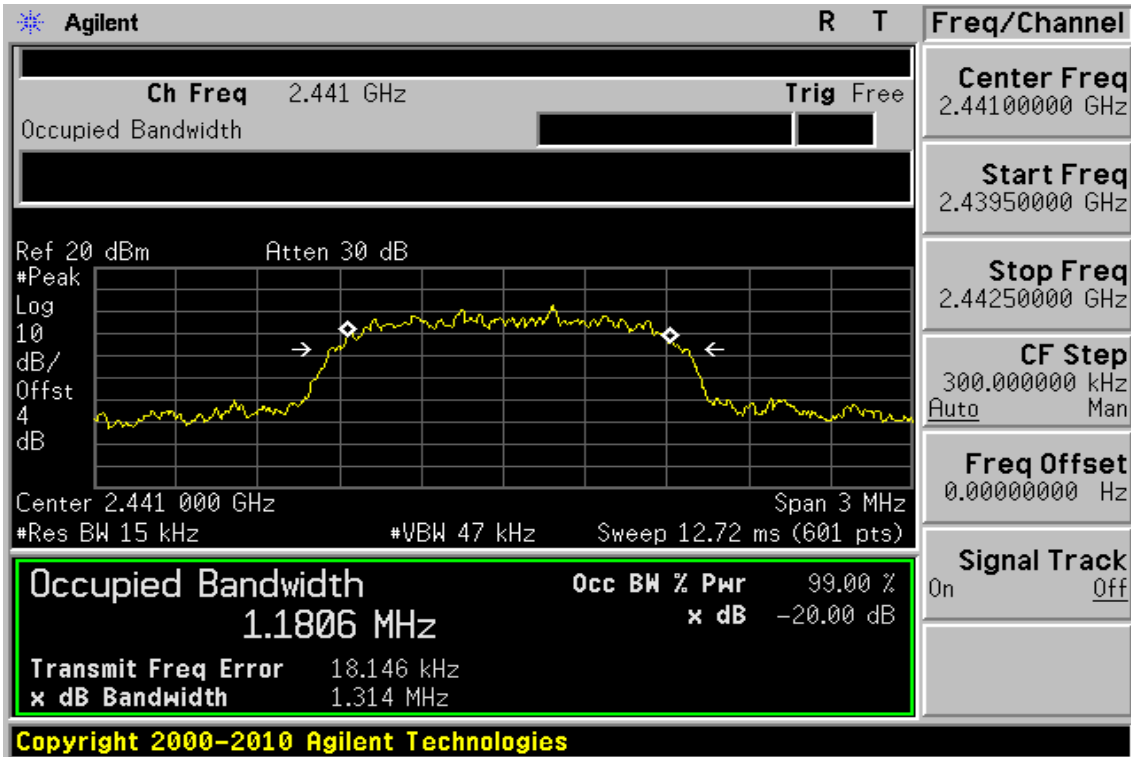 Agilent R T
Ch Freq 2.441 GHz Trig Free
Occupied Bandwidth
Ref 20 dBm Atten 30 dB
#Peak
Log
10
dB/
Offst
4
dB
Center 2.441 000 GHz Span 3 MHz
#Res BW 15 kHz #VBW 47 kHz Sweep 12.72 ms (601 pts)
Occupied Bandwidth
1.1806 MHz
Occ BW % Pwr 99.00 %
x dB -20.00 dB
Transmit Freq Error 18.146 kHz
x dB Bandwidth 1.314 MHz
Copyright 2000-2010 Agilent Technologies
Freq/Channel
Center Freq
2.44100000 GHz
Start Freq
2.43950000 GHz
Stop Freq
2.44250000 GHz
CF Step
300.000000 kHz
Auto Man
Freq Offset
0.00000000 Hz
Signal Track
On Off